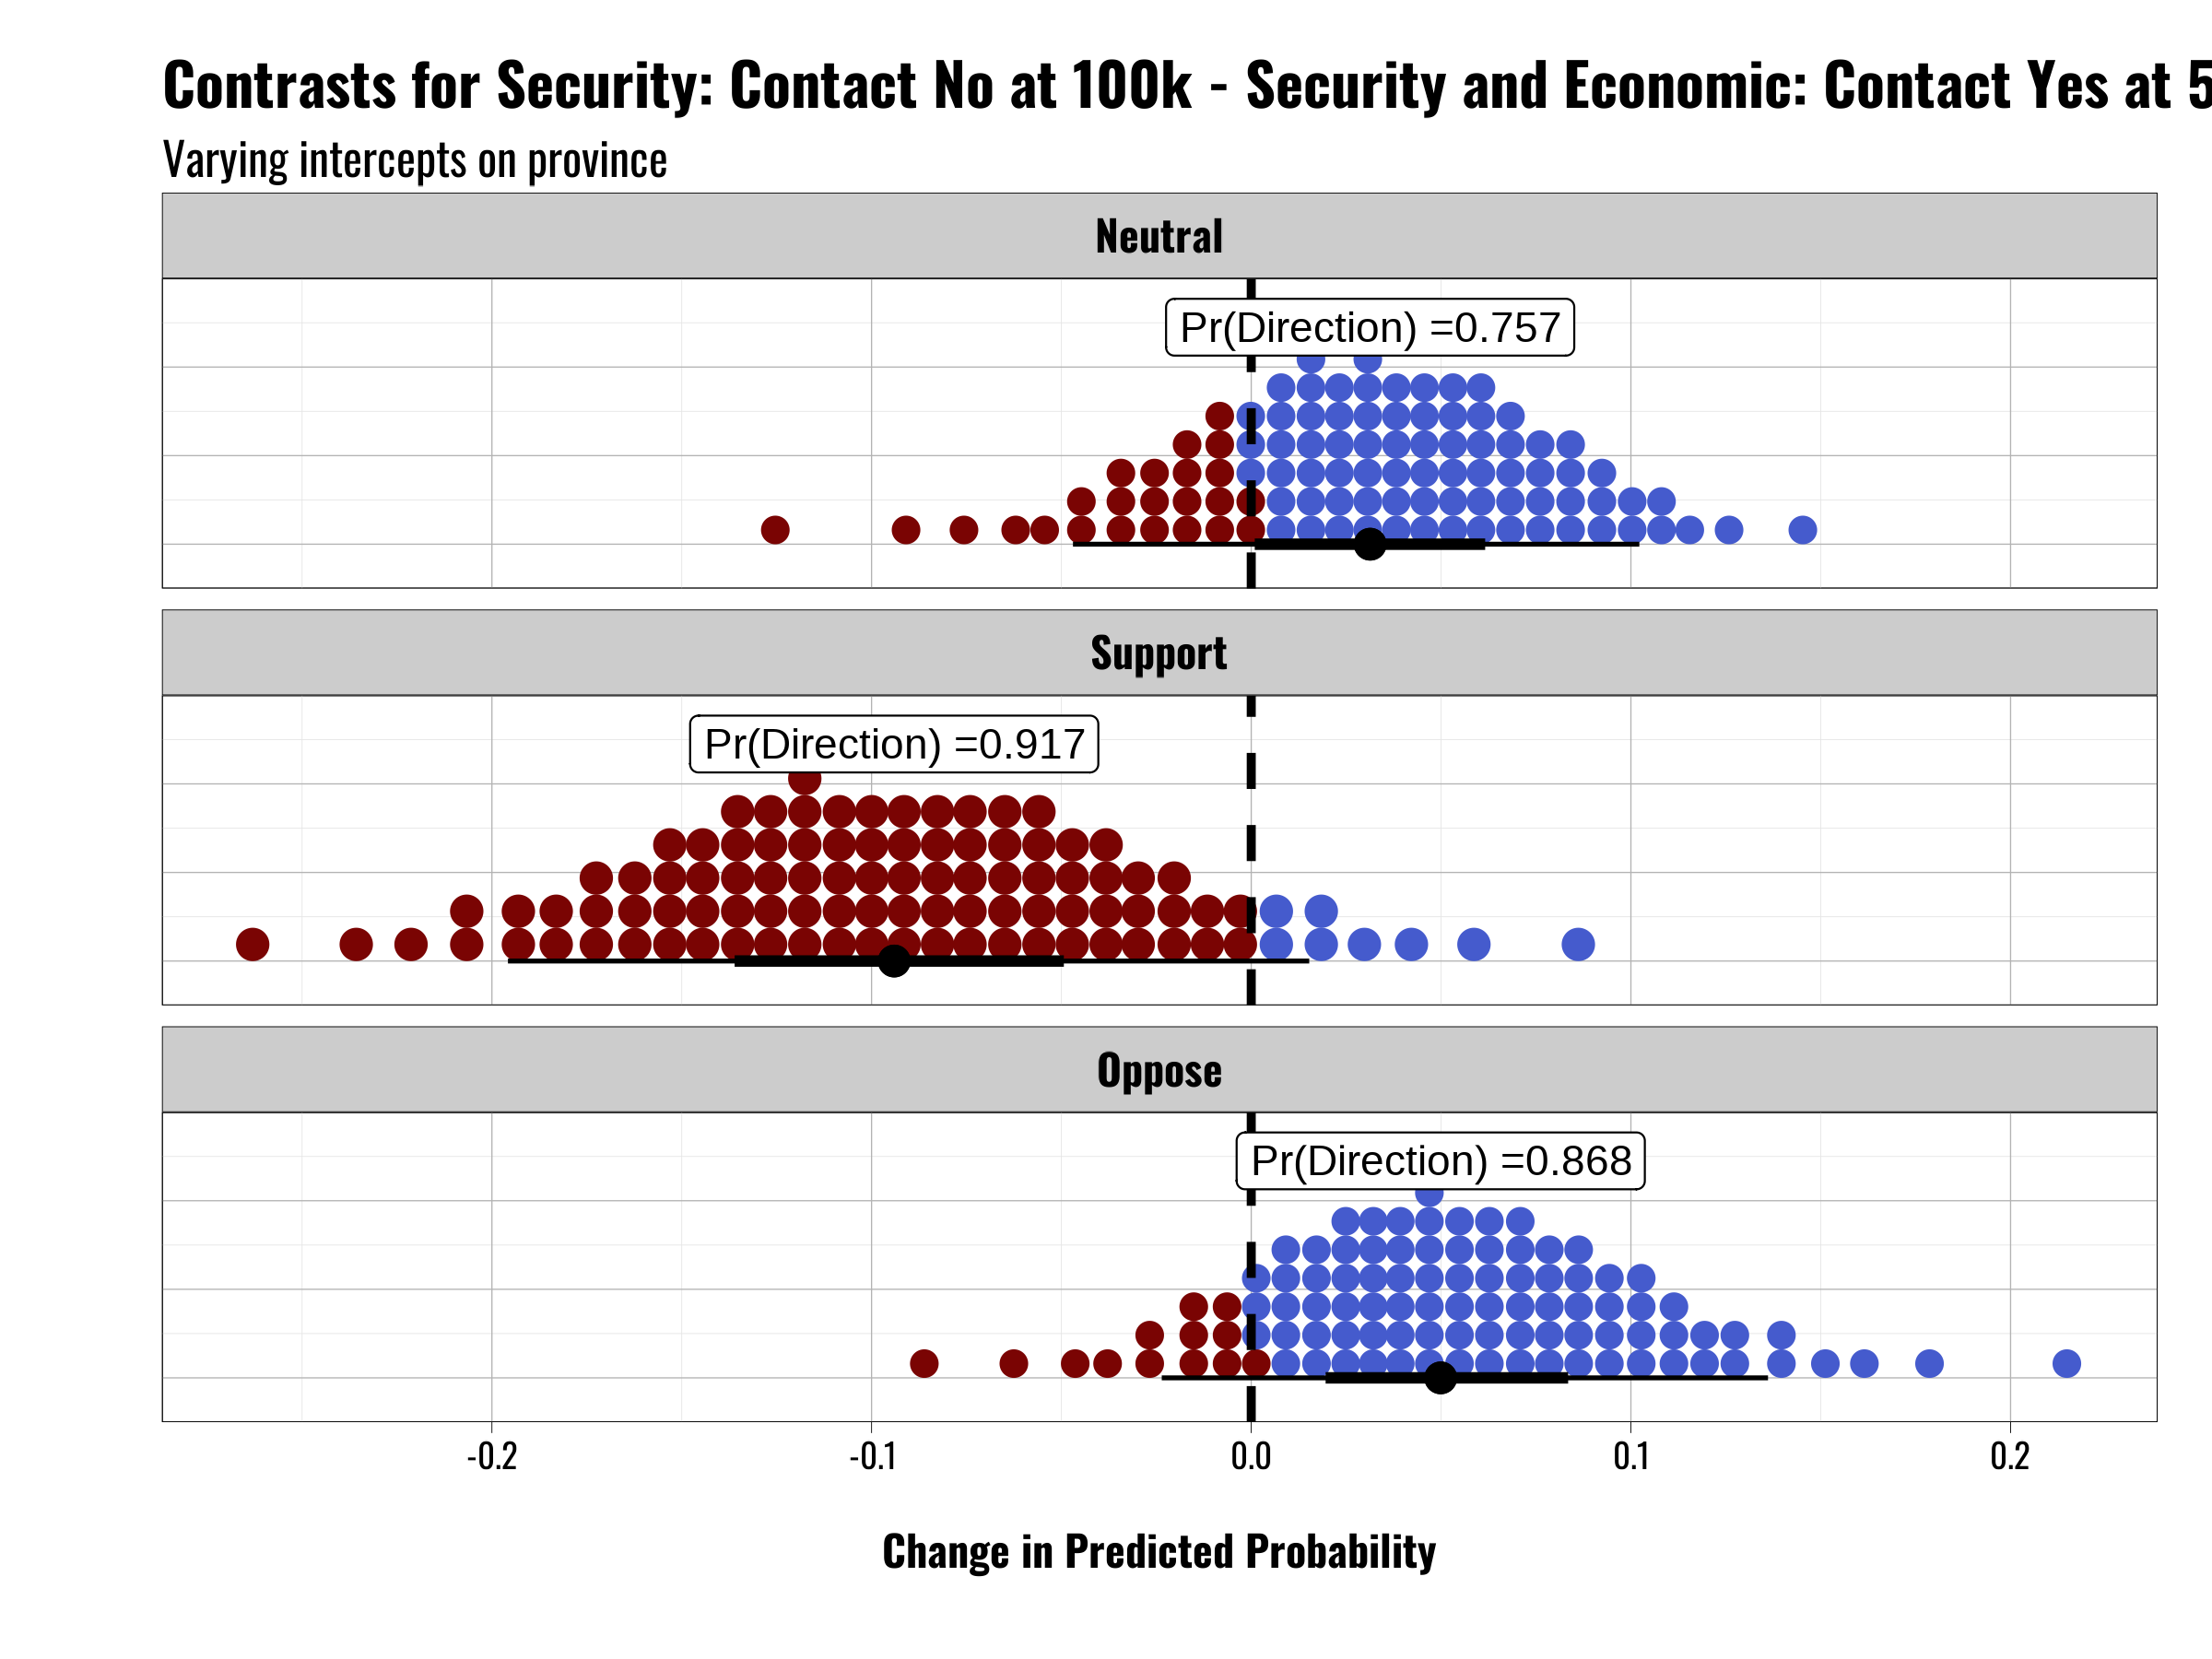 Contrasts for Security: Contact No at 100k - Security and Economic: Contact Yes at 5
Varying intercepts on province
Neutral
Pr(Direction) =0.757
Support
Pr(Direction) =0.917
Oppose
Pr(Direction) =0.868
-0.2 -0.1 0.0 0.1 0.2
Change in Predicted Probability